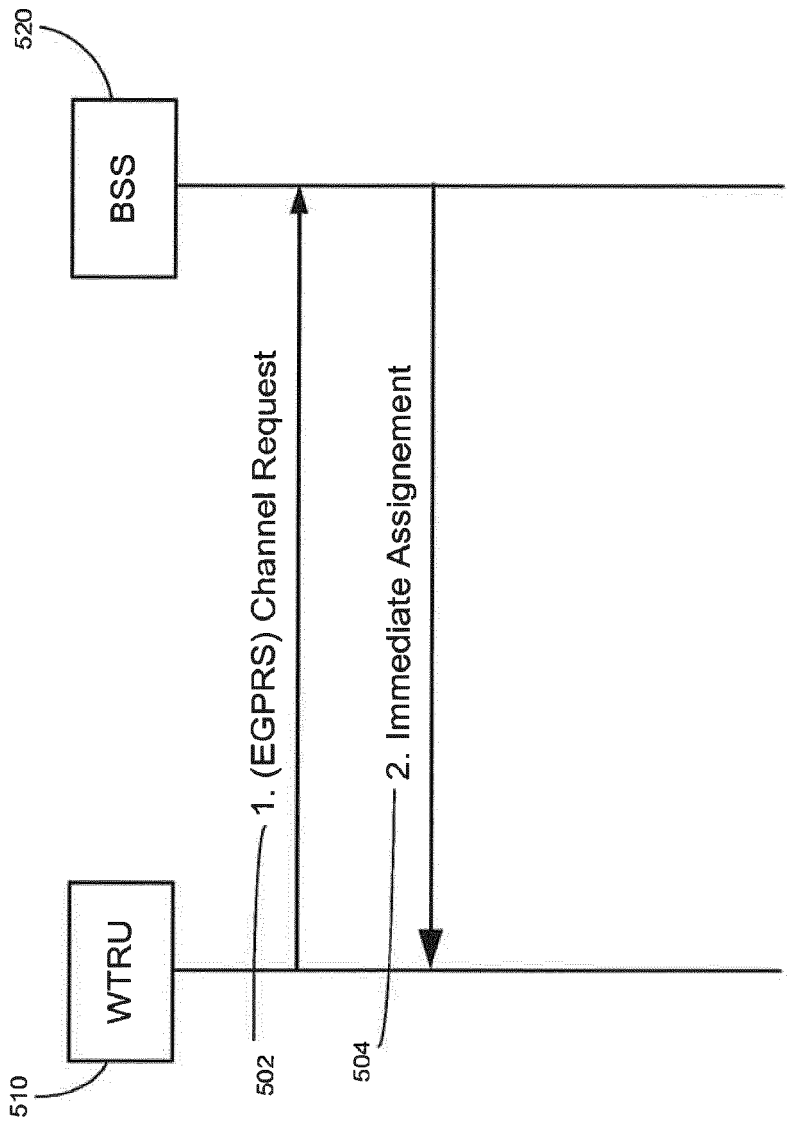 510
520
WTRU
BSS
502
1. (EGPRS) Channel Request
504
2. Immediate Assignement